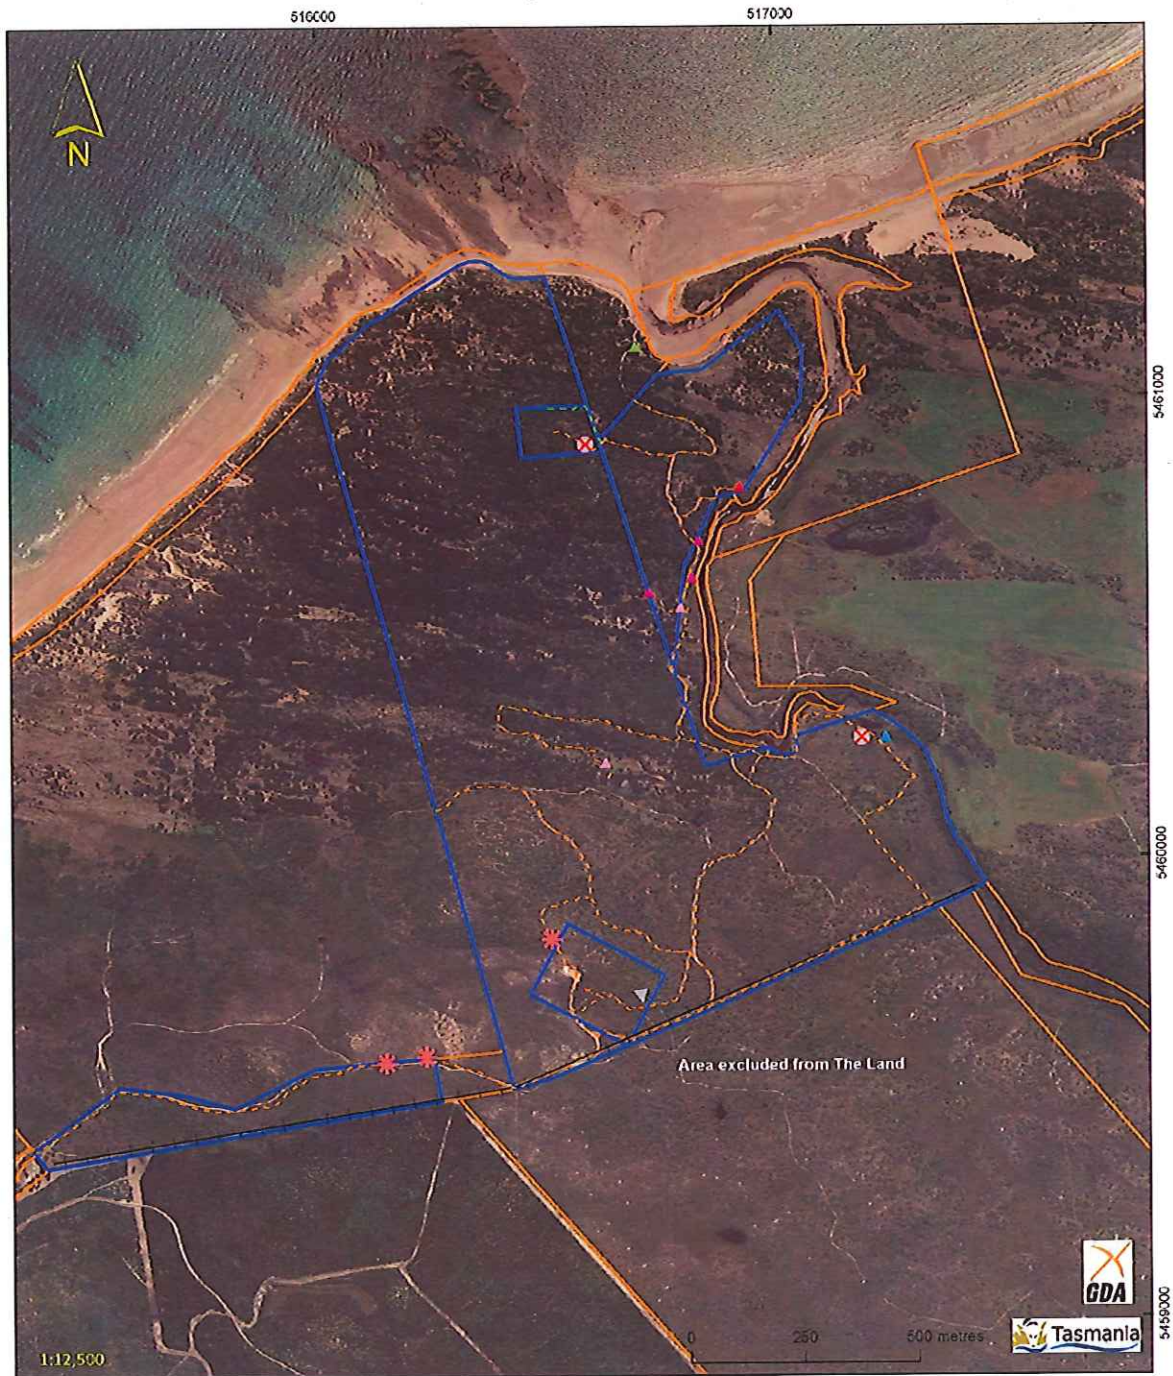 516000
517000
N
5461000
5460000
Area excluded from The Land
GDA
5459000
0 250 500 metres
Tasmania
1:12,500